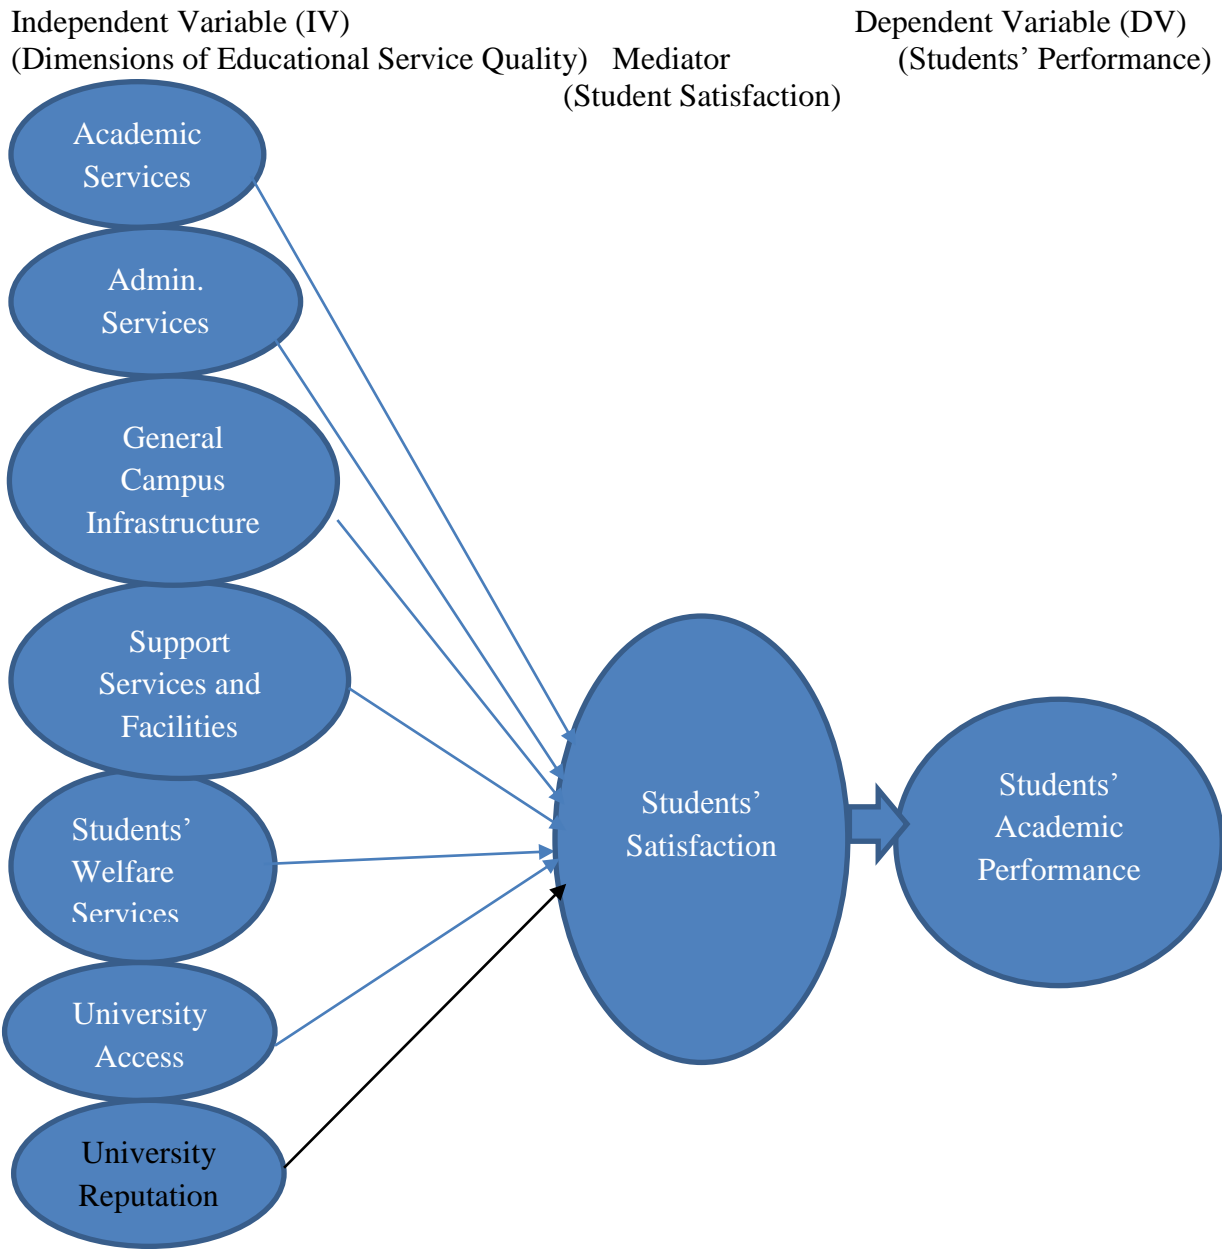 Independent Variable (IV) Dependent Variable (DV)
(Dimensions of Educational Service Quality) Mediator (Students’ Performance)
(Student Satisfaction)
Academic
Services
Admin.
Services
General
Campus
Infrastructure
Support
Services and
Facilities
Students’
Welfare
Services
University
Access
University
Reputation
Students’
Satisfaction
Students’
Academic
Performance